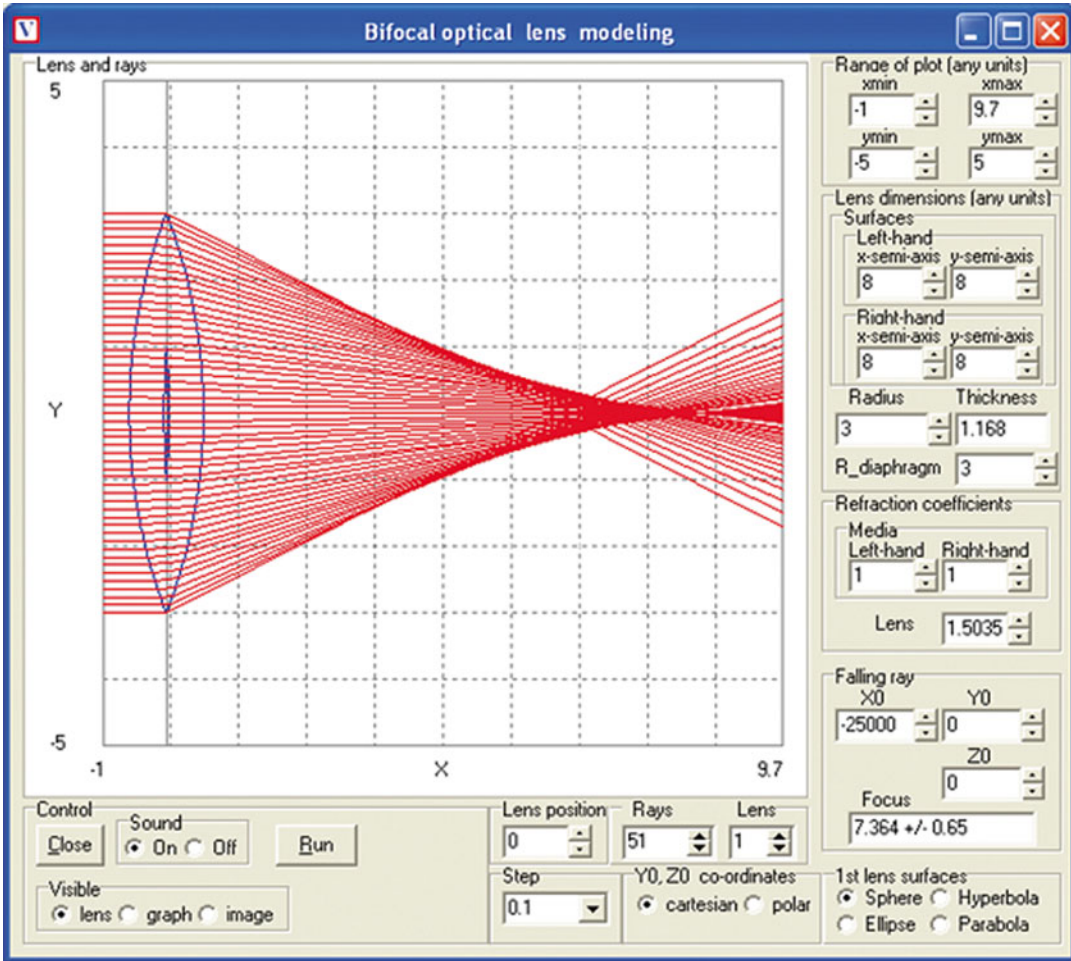 V Bifocal optical lens modeling
Lens and rays
5
Y
-5
-1 X 9.7
Range of plot (any units)
xmin xmax
-1 9.7
ymin ymax
-5 5
Lens dimensions (any units)
Surfaces
Left-hand
x-semi-axis y-semi-axis
8 8
Right-hand
x-semi-axis y-semi-axis
8 8
Radius Thickness
3 1.168
R_diaphragm 3
Refraction coefficients
Media
Left-hand Right-hand
1 1
Lens 1.5035
Falling ray
X0 Y0
-25000 0
Z0
0
Focus
7.364 +/- 0.65
Control
Close
Sound
On Off
Run
Visible
lens graph image
Lens position
0
Rays
51
Lens
1
Step
0.1
Y0, Z0 co-ordinates
cartesian polar
1st lens surfaces
Sphere Hyperbola
Ellipse Parabola